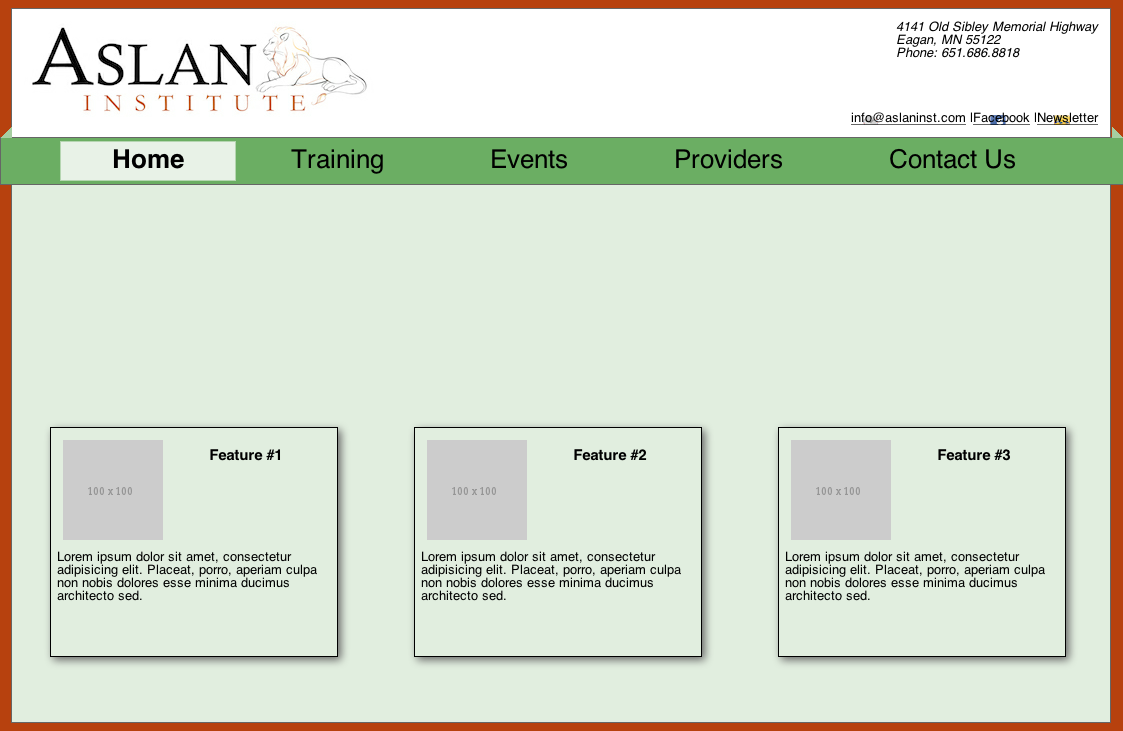 ASLAN
INSTITUTE
4141 Old Sibley Memorial Highway
Eagan, MN 55122
Phone: 651.686.8818
info@aslaninst.com |Facebook |Newsletter
Home Training Events Providers Contact Us
100 x 100
Feature #1
Lorem ipsum dolor sit amet, consectetur
adipisicing elit. Placeat, porro, aperiam culpa
non nobis dolores esse minima ducimus
architecto sed.
100 x 100
Feature #2
Lorem ipsum dolor sit amet, consectetur
adipisicing elit. Placeat, porro, aperiam culpa
non nobis dolores esse minima ducimus
architecto sed.
100 x 100
Feature #3
Lorem ipsum dolor sit amet, consectetur
adipisicing elit. Placeat, porro, aperiam culpa
non nobis dolores esse minima ducimus
architecto sed.